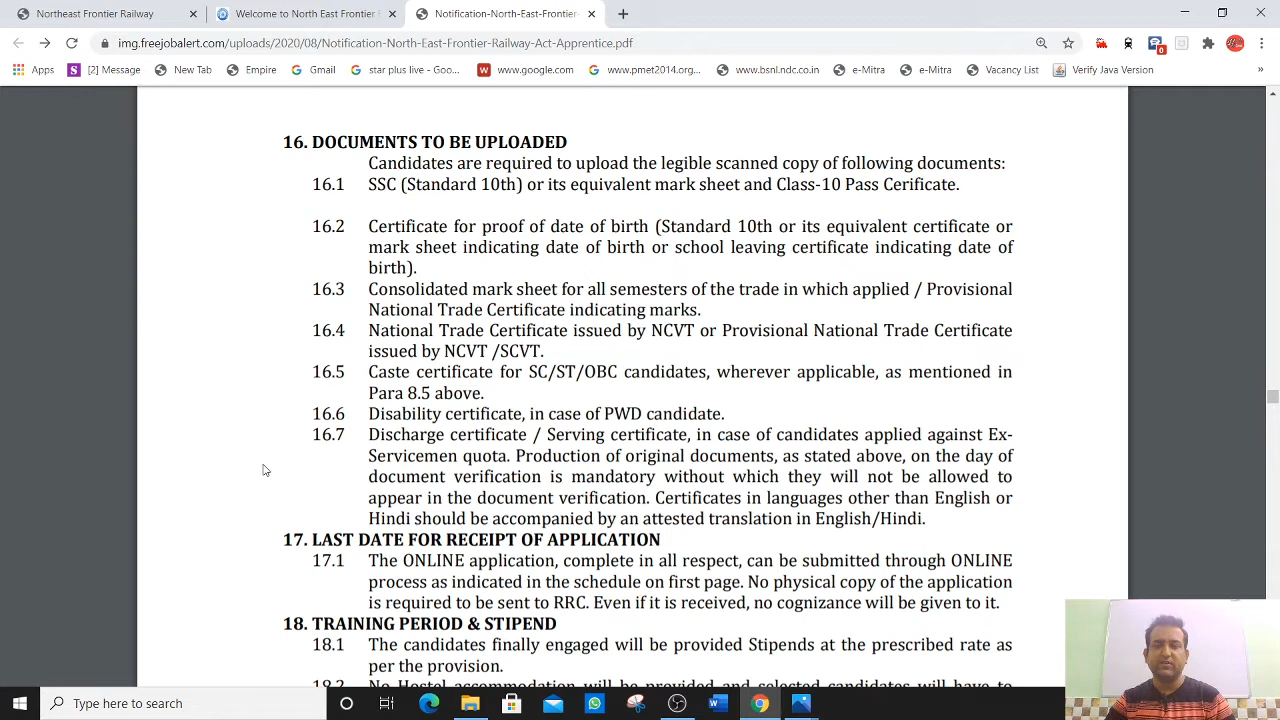 Northeast Frontier Railway
Welcome to North East Frontier
Notification-North-East-Frontier-
img.freejobalert.com/uploads/2020/08/Notification-North-East-Frontier-Railway-Act-Apprentice.pdf
0
Apps
S [2] Message
New Tab
Empire
Gmail
star plus live - Goo...
www.google.com
www.pmet2014.org...
www.bsnl.ndc.co.in
e-Mitra
e-Mitra
Vacancy List
Verify Java Version
»
16. DOCUMENTS TO BE UPLOADED
Candidates are required to upload the legible scanned copy of following documents:
16.1 SSC (Standard 10th) or its equivalent mark sheet and Class-10 Pass Cerificate.
16.2 Certificate for proof of date of birth (Standard 10th or its equivalent certificate or
mark sheet indicating date of birth or school leaving certificate indicating date of
birth).
16.3 Consolidated mark sheet for all semesters of the trade in which applied / Provisional
National Trade Certificate indicating marks.
16.4 National Trade Certificate issued by NCVT or Provisional National Trade Certificate
issued by NCVT /SCVT.
16.5 Caste certificate for SC/ST/OBC candidates, wherever applicable, as mentioned in
Para 8.5 above.
16.6 Disability certificate, in case of PWD candidate.
16.7 Discharge certificate / Serving certificate, in case of candidates applied against Ex-
Servicemen quota. Production of original documents, as stated above, on the day of
document verification is mandatory without which they will not be allowed to
appear in the document verification. Certificates in languages other than English or
Hindi should be accompanied by an attested translation in English/Hindi.
17. LAST DATE FOR RECEIPT OF APPLICATION
17.1 The ONLINE application, complete in all respect, can be submitted through ONLINE
process as indicated in the schedule on first page. No physical copy of the application
is required to be sent to RRC. Even if it is received, no cognizance will be given to it.
18. TRAINING PERIOD & STIPEND
18.1 The candidates finally engaged will be provided Stipends at the prescribed rate as
per the provision.
18.2 No Hostel accommodation will be provided and selected candidates will have to
Type here to search